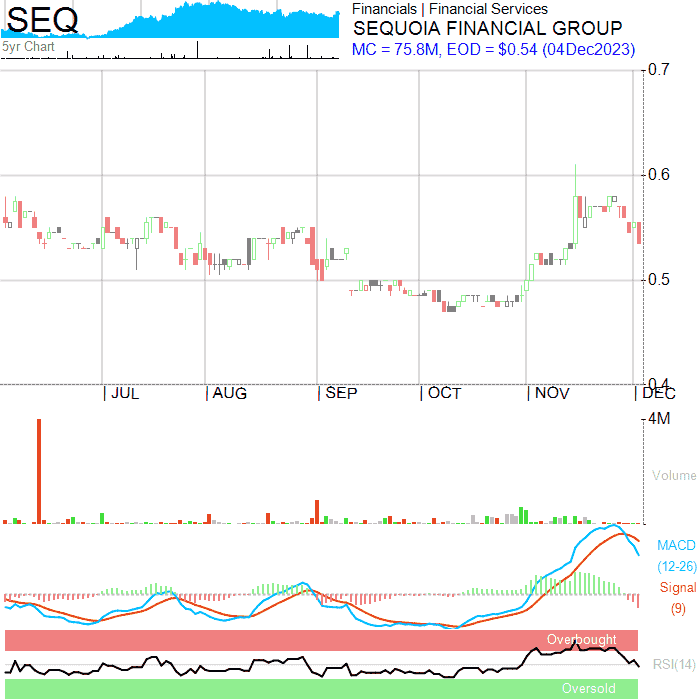 SEQ
5yr Chart
Financials | Financial Services
SEQUOIA FINANCIAL GROUP
MC = 75.8M, EOD = $0.54 (04Dec2023)
0.7
0.6
0.5
0.4
JUL AUG SEP OCT NOV DEC
4M
Volume
MACD
(12-26)
Signal
(9)
Overbought
RSI(14)
Oversold